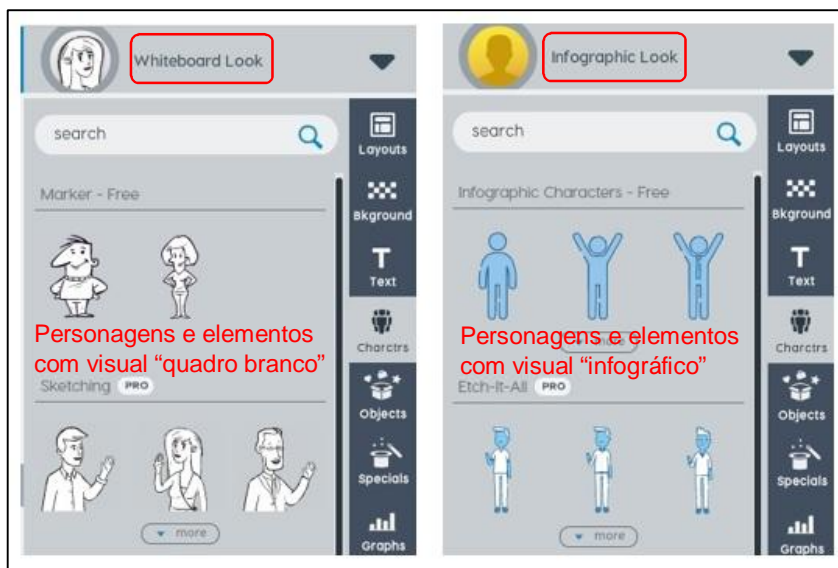 Whiteboard Look
search
Layouts
Marker - Free
Bkground
Text
Personagens e elementos
com visual “quadro branco”
Charctrs
Sketching PRO
Objects
Specials
more
Graphs
Infographic Look
search
Layouts
Infographic Characters - Free
Bkground
Text
Personagens e elementos
more
com visual “infográfico”
Charctrs
Etch-It-All PRO
Objects
Specials
more
Graphs